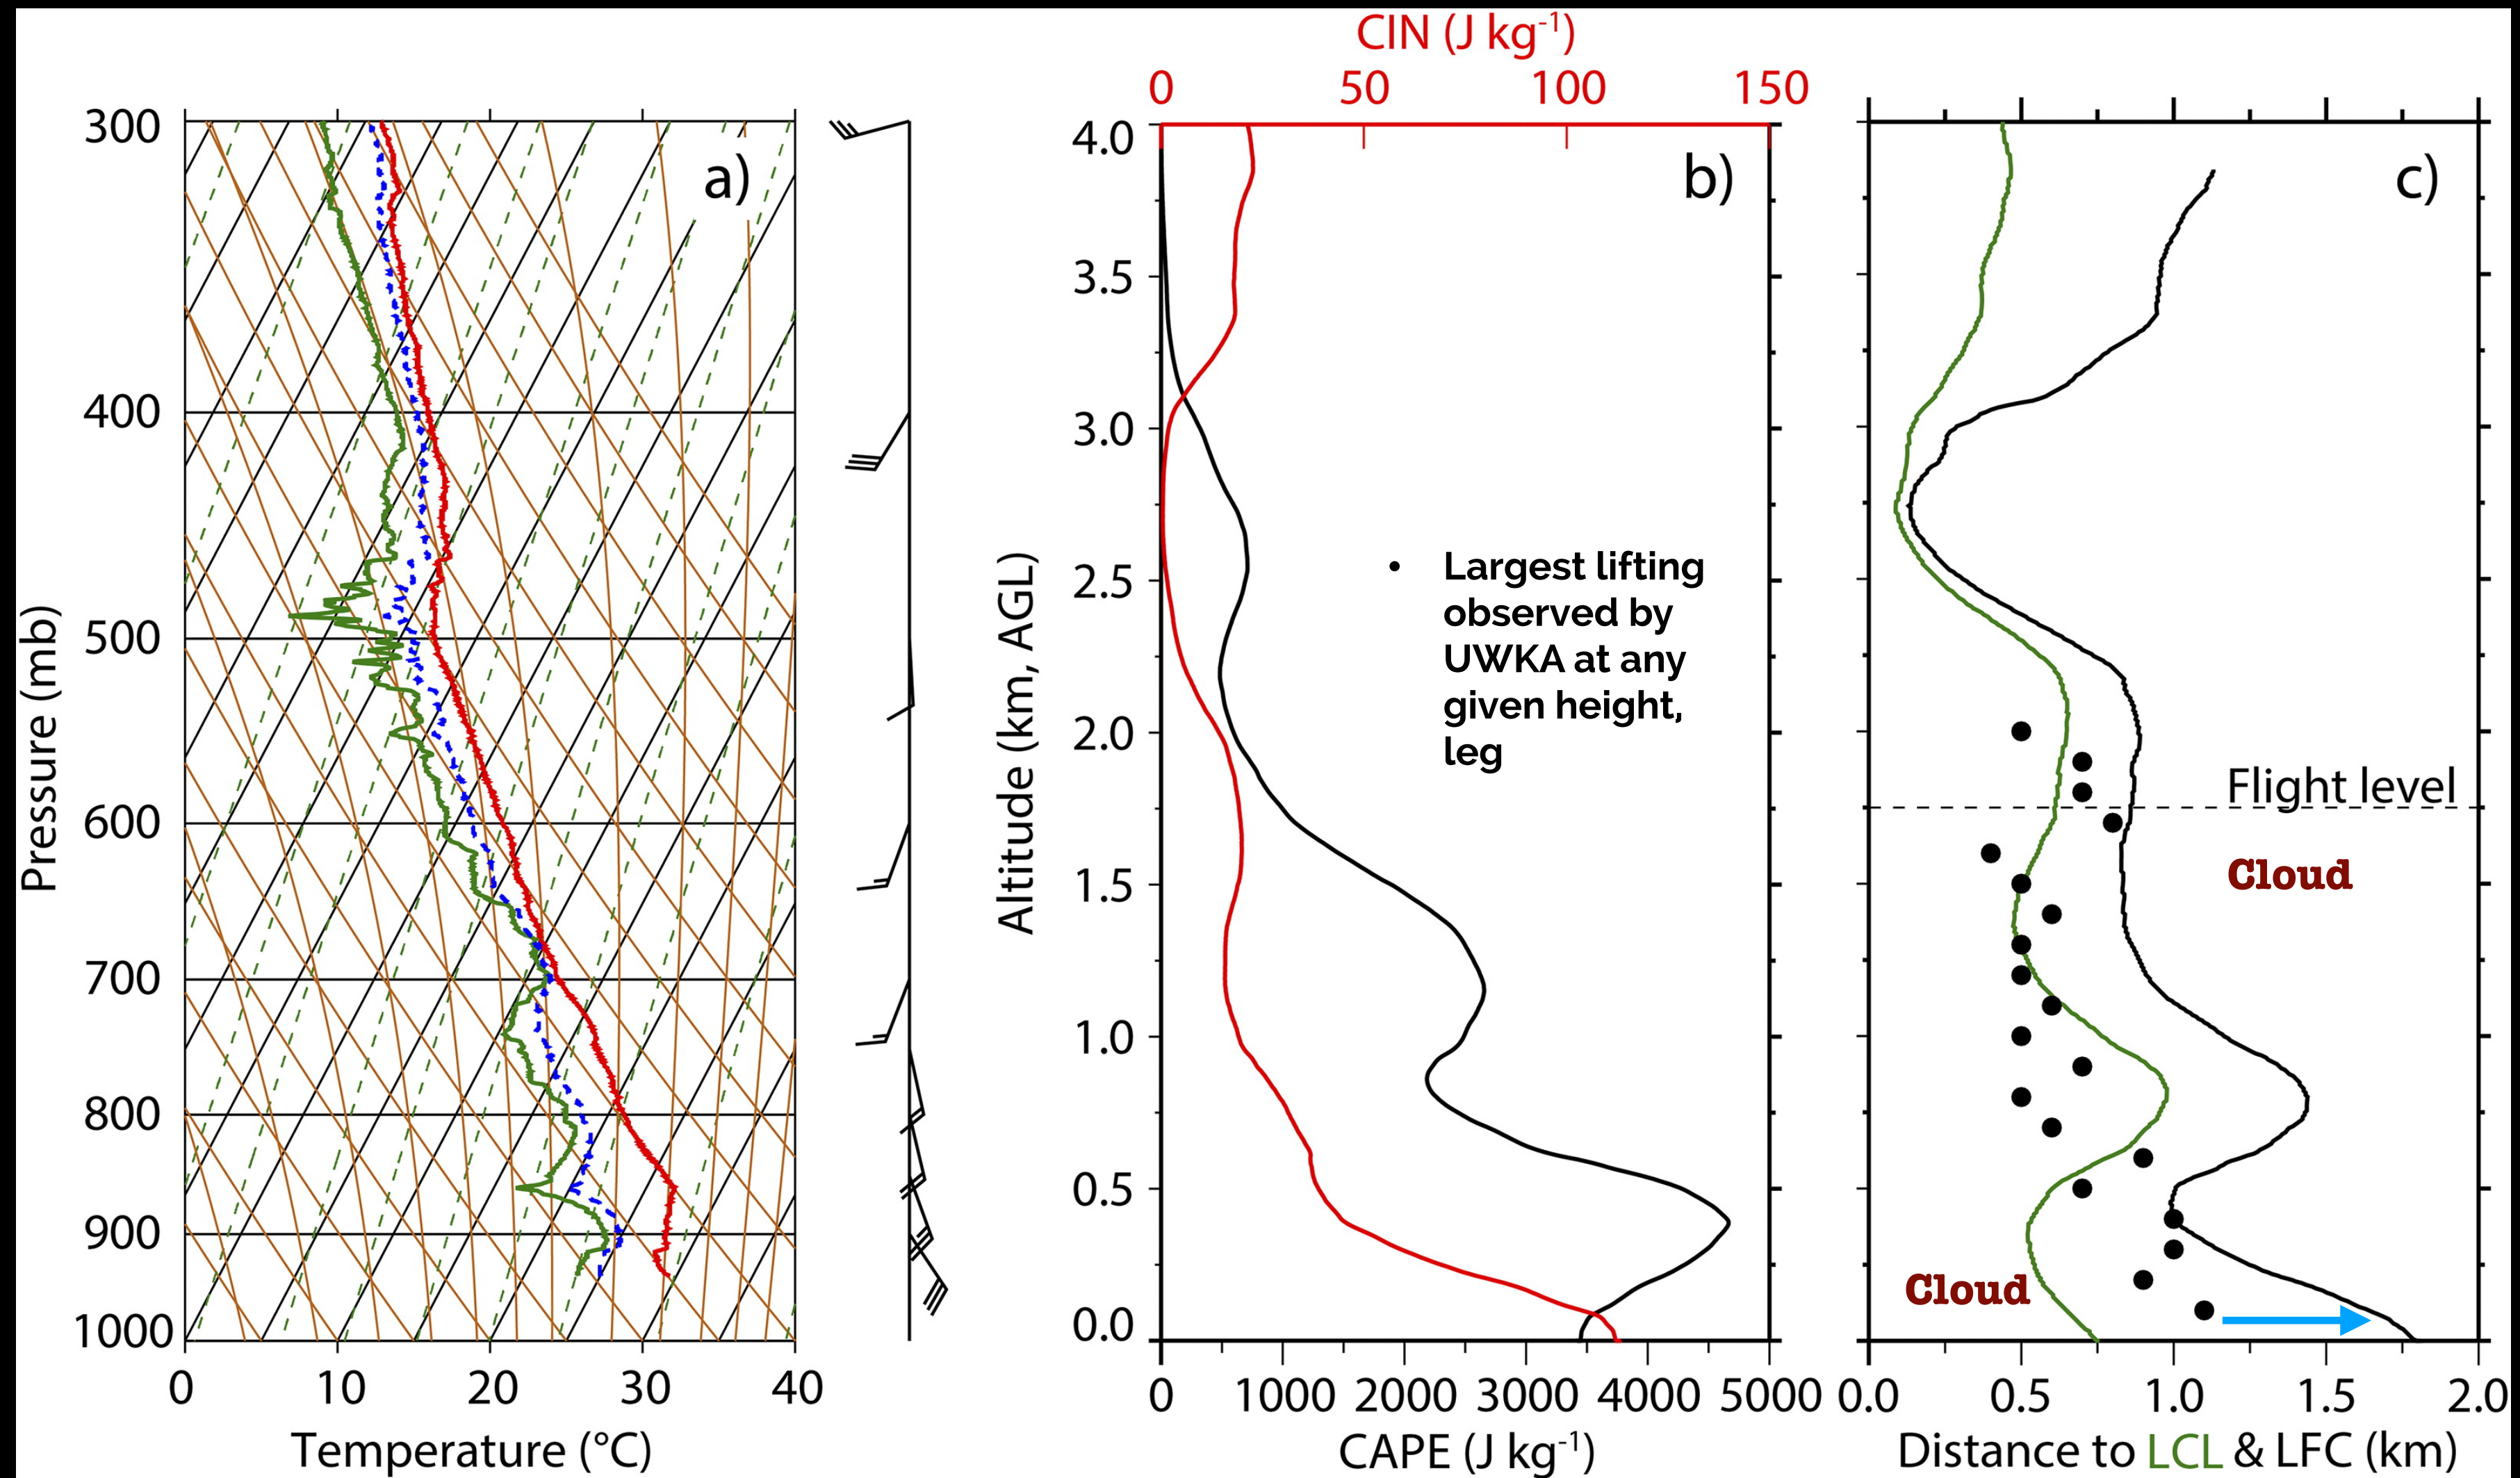 CIN (J kg-1)
0 50 100 150
a)
b)
c)
Pressure (mb)
300
400
500
600
700
800
900
1000
0 10 20 30 40
Temperature (°C)
Altitude (km, AGL)
4.0
3.5
3.0
2.5
2.0
1.5
1.0
0.5
0.0
• Largest lifting
observed by
UWKA at any
given height,
leg
0 1000 2000 3000 4000 5000
CAPE (J kg-1)
Flight level
Cloud
Cloud
0.0 0.5 1.0 1.5 2.0
Distance to LCL & LFC (km)